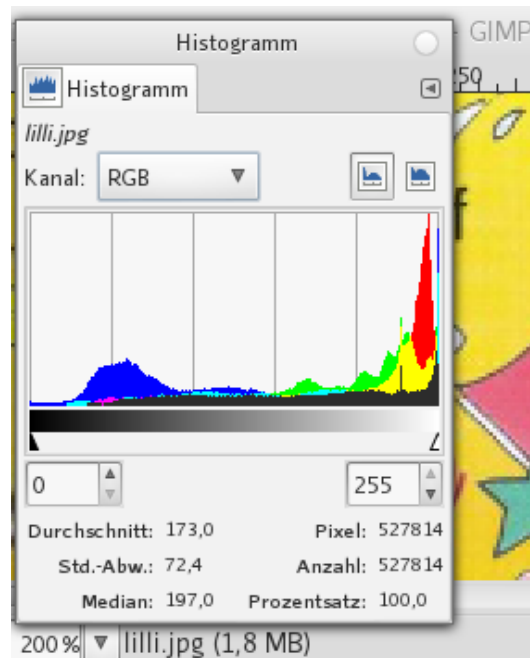 Histogramm
GIMP
Histogramm
250
lilli.jpg
Kanal: RGB
f
0 255
Durchschnitt: 173,0 Pixel: 527814
Std.-Abw.: 72,4 Anzahl: 527814
Median: 197,0 Prozentsatz: 100,0
200% lilli.jpg (1,8 MB)